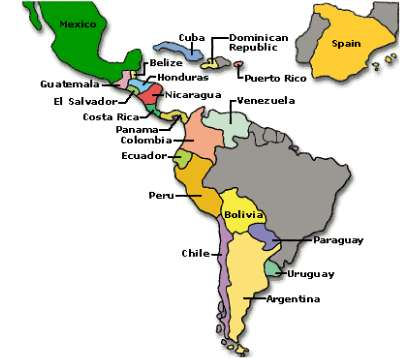 Mexico
Cuba
Dominican
Republic
Spain
Belize
Honduras
Puerto Rico
Guatemala
El Salvador
Nicaragua
Venezuela
Costa Rica
Panama
Colombia
Ecuador
Peru
Bolivia
Paraguay
Chile
Uruguay
Argentina